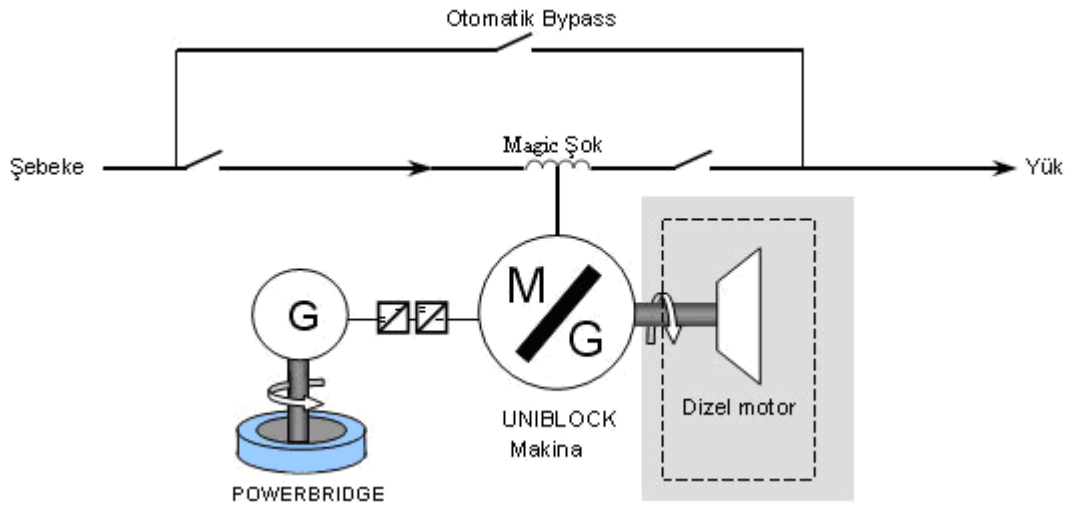 Otomatik Bypass
Magic Şok
Şebeke
Yük
M
G
G
UNIBLOCK
Makina
Dizel motor
POWERBRIDGE